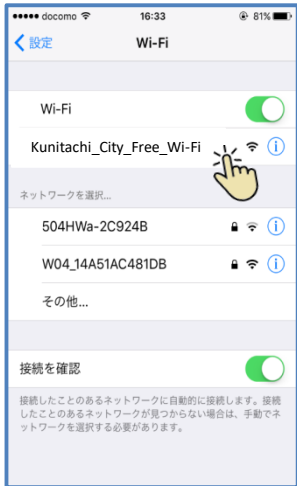 docomo 16:33 81%
設定 Wi-Fi
Wi-Fi
Kunitachi_City_Free_Wi-Fi
ネットワークを選択...
504HWa-2C924B
W04_14A51AC481DB
その他...
接続を確認
接続したことのあるネットワークに自動的に接続します。接続
したことのあるネットワークが見つからない場合は、手動でネ
ットワークを選択する必要があります。